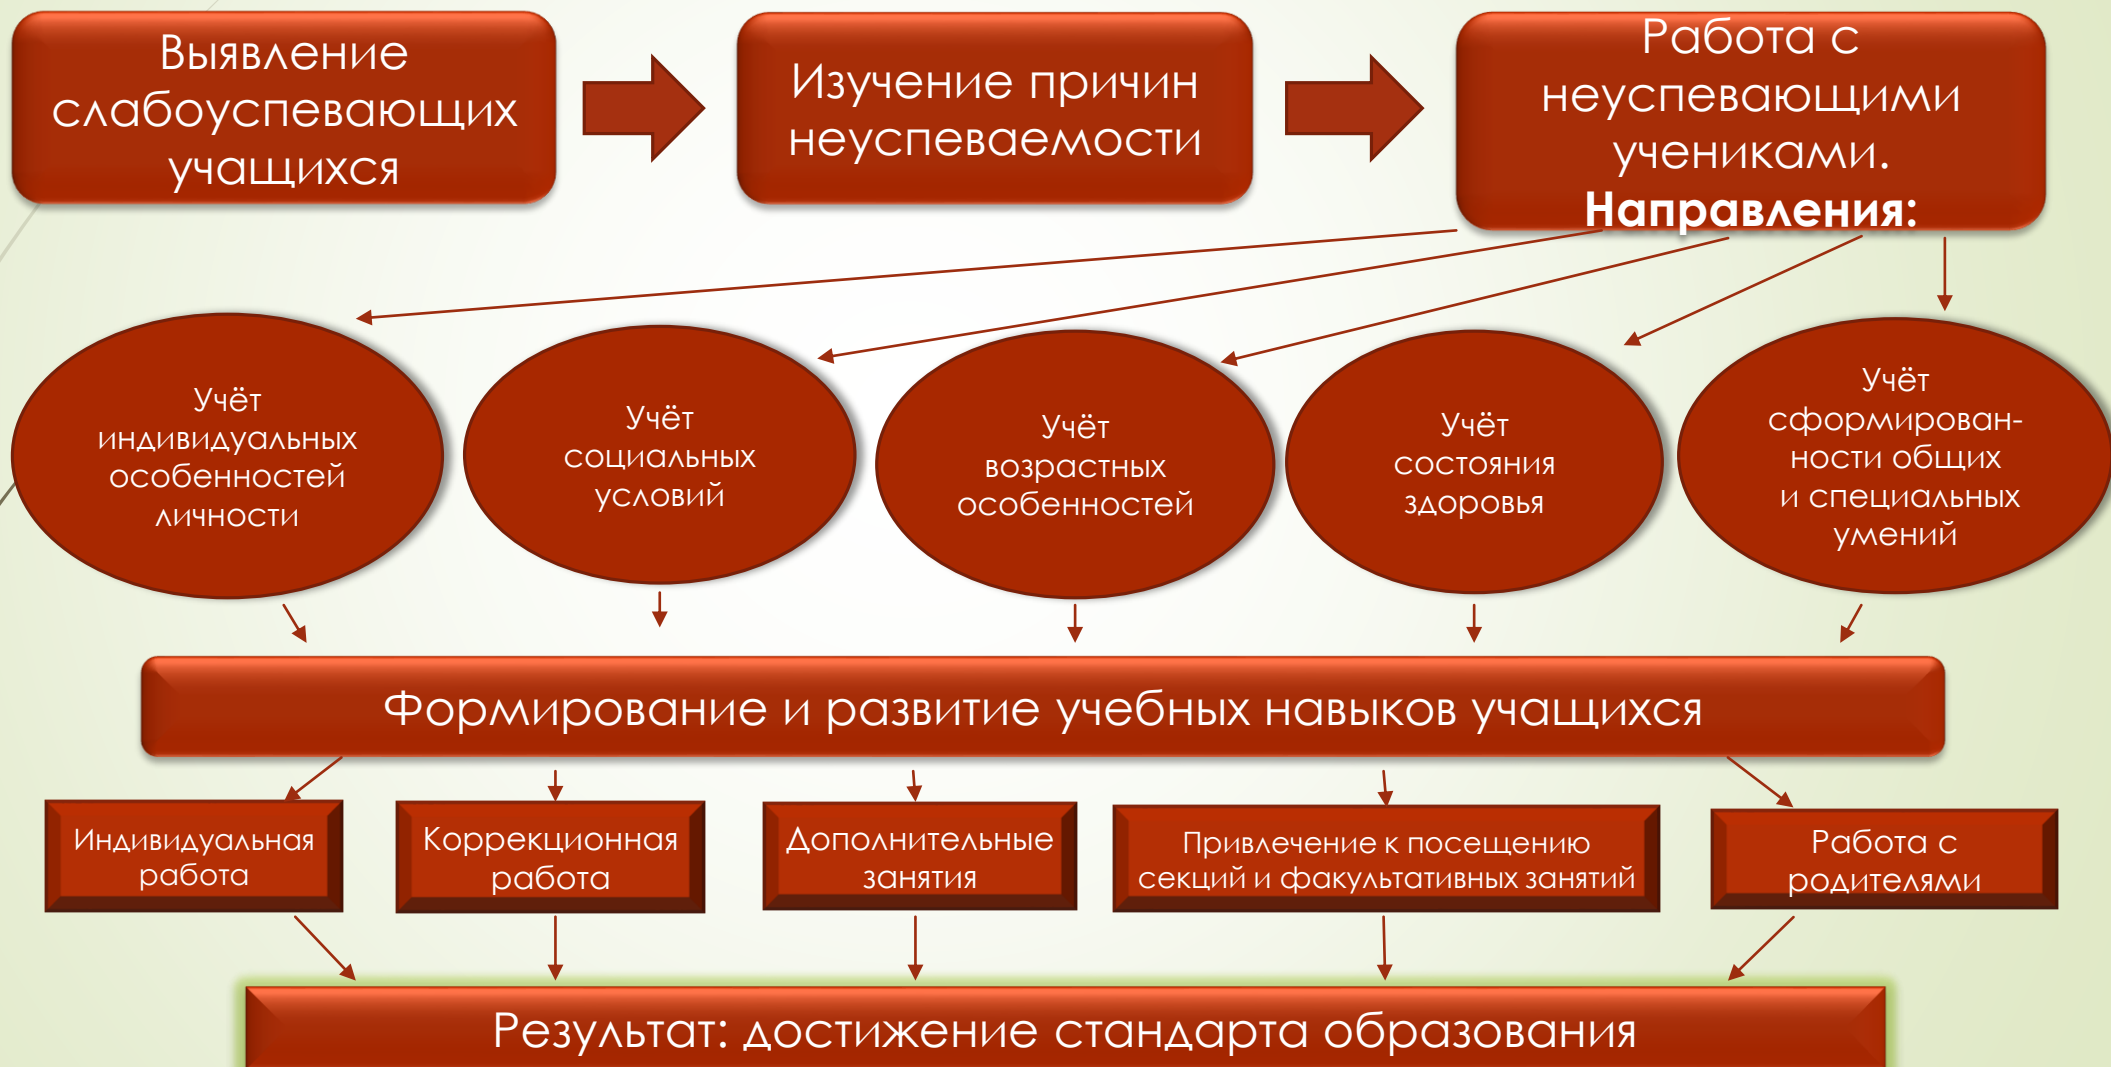 Выявление
слабоуспевающих
учащихся
Изучение причин
неуспеваемости
Работа с
неуспевающими
учениками.
Направления:
Учёт
индивидуальных
особенностей
личности
Учёт
социальных
условий
Учёт
возрастных
особенностей
Учёт
состояния
здоровья
Учёт
сформирован-
ности общих
и специальных
умений
Формирование и развитие учебных навыков учащихся
Индивидуальная
работа
Коррекционная
работа
Дополнительные
занятия
Привлечение к посещению
секций и факультативных занятий
Работа с
родителями
Результат: достижение стандарта образования